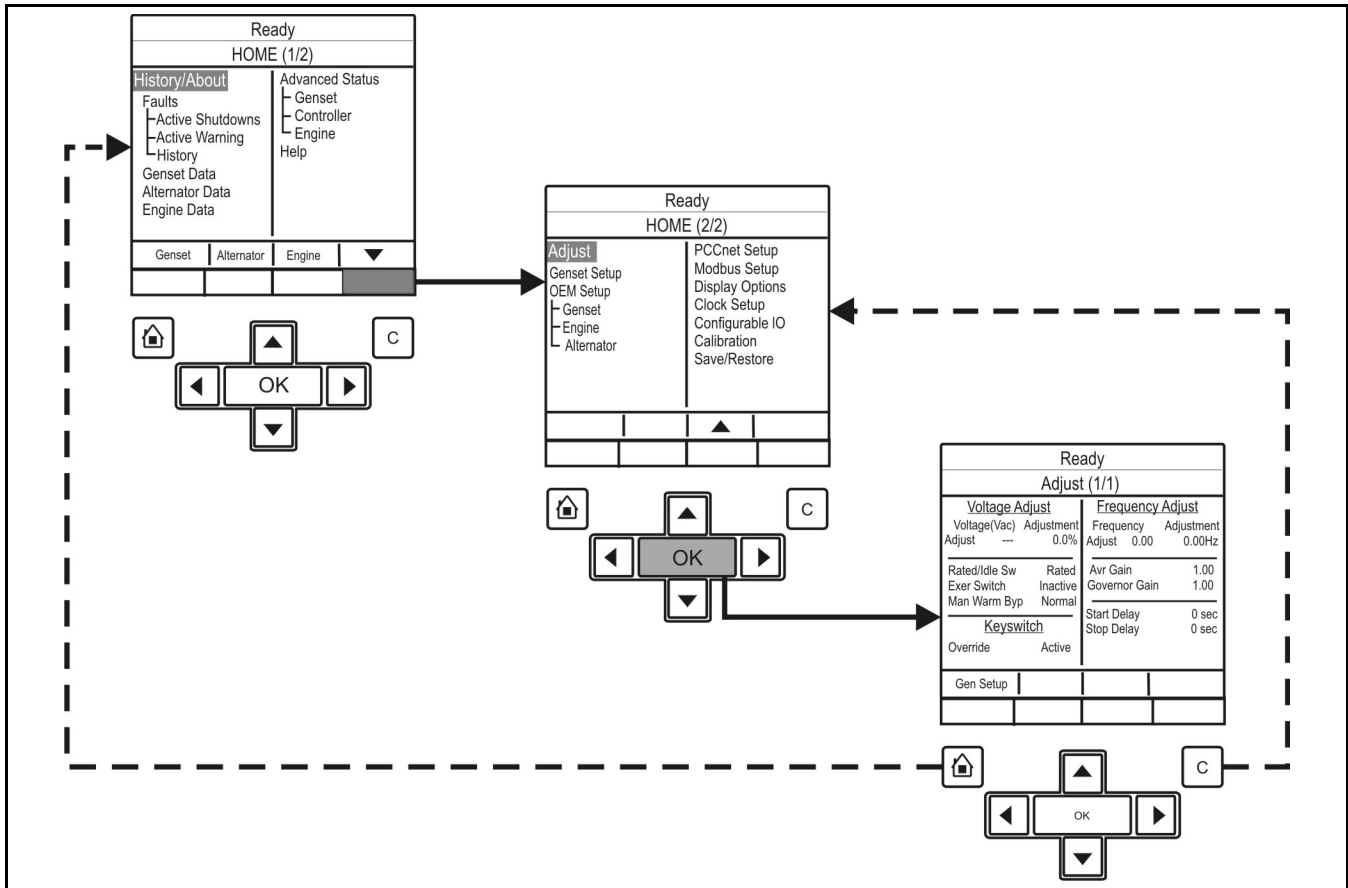 Ready
HOME (1/2)
History/About
Faults
Active Shutdowns
Active Warning
History
Genset Data
Alternator Data
Engine Data
Advanced Status
Genset
Controller
Engine
Help
Genset Alternator Engine
C
OK
Ready
HOME (2/2)
Adjust
Genset Setup
OEM Setup
Genset
Engine
Alternator
PCCnet Setup
Modbus Setup
Display Options
Clock Setup
Configurable IO
Calibration
Save/Restore
C
OK
Ready
Adjust (1/1)
Voltage Adjust
Voltage(Vac) Adjustment
Adjust --- 0.0%
Rated/Idle Sw Rated
Exer Switch Inactive
Man Warm Byp Normal
Keyswitch
Override Active
Frequency Adjust
Frequency Adjustment
Adjust 0.00 0.00Hz
Avr Gain 1.00
Governor Gain 1.00
Start Delay 0 sec
Stop Delay 0 sec
Gen Setup
C
OK